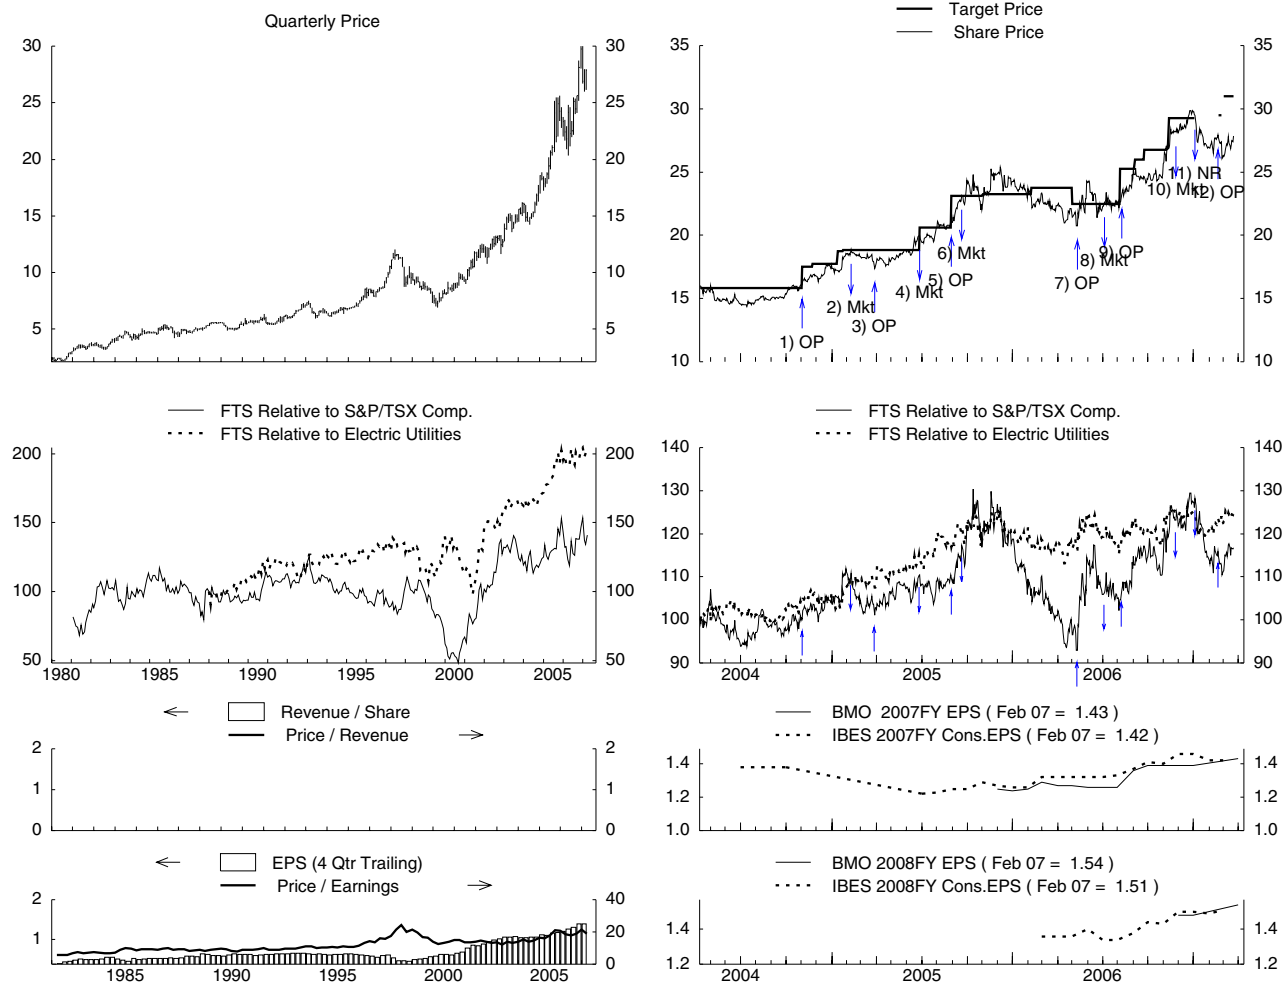 Quarterly Price
30
25
20
15
10
5
30
25
20
15
10
5
Target Price
Share Price
35
30
25
20
15
10
35
30
25
20
15
10
1) OP
2) Mkt
3) OP
4) Mkt
5) OP
6) Mkt
7) OP
8) Mkt
9) OP
10) Mkt
11) NR
12) OP
FTS Relative to S&P/TSX Comp.
FTS Relative to Electric Utilities
200
150
100
50
200
150
100
50
1980 1985 1990 1995 2000 2005
FTS Relative to S&P/TSX Comp.
FTS Relative to Electric Utilities
140
130
120
110
100
90
140
130
120
110
100
90
2004 2005 2006
Revenue / Share
Price / Revenue
2
1
0
2
1
0
BMO 2007FY EPS ( Feb 07 = 1.43 )
IBES 2007FY Cons.EPS ( Feb 07 = 1.42 )
1.4
1.2
1.0
1.4
1.2
1.0
EPS (4 Qtr Trailing)
Price / Earnings
2
1
0
40
20
0
1985 1990 1995 2000 2005
BMO 2008FY EPS ( Feb 07 = 1.54 )
IBES 2008FY Cons.EPS ( Feb 07 = 1.51 )
1.4
1.2
1.4
1.2
2004 2005 2006